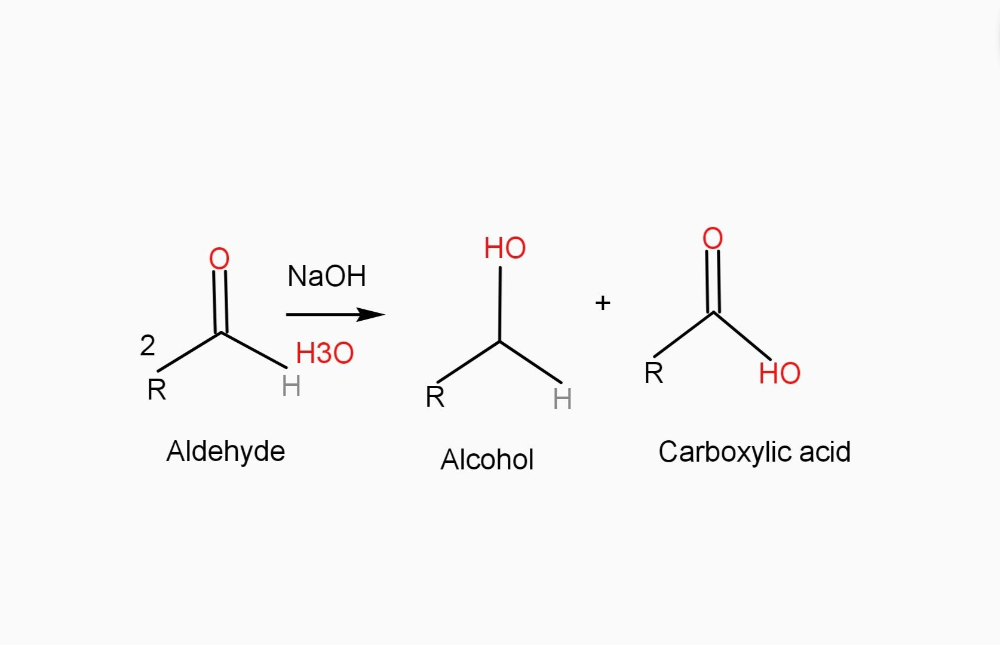 O
2
R
H
NaOH
H3O
HO
R
H
+
O
R
HO
Aldehyde
Alcohol
Carboxylic acid